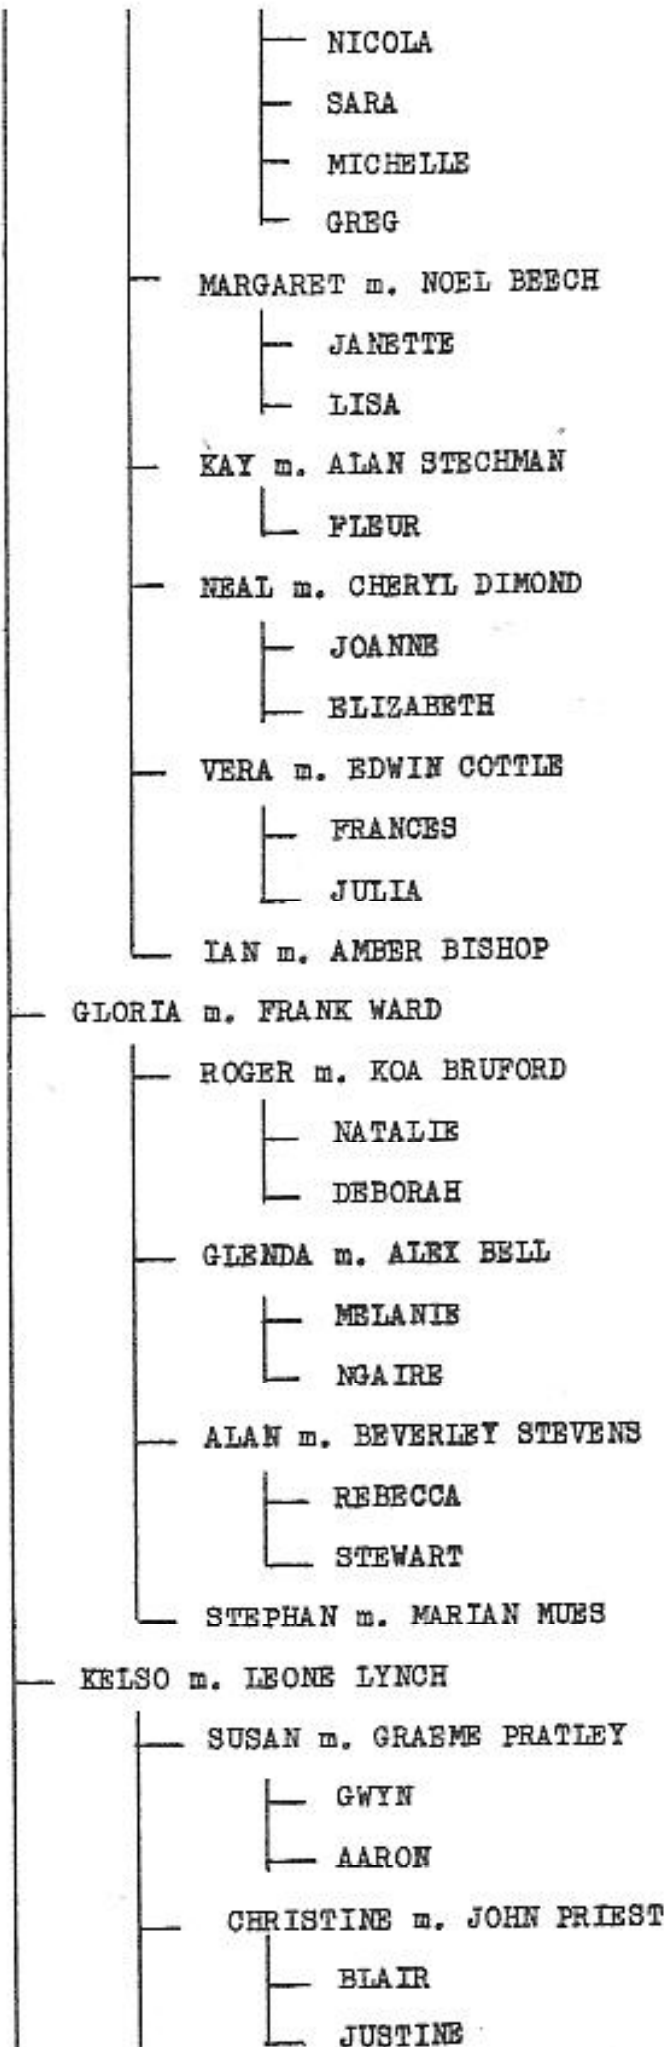 NICOLA
SARA
MICHELLE
GREG
MARGARET m. NOEL BEECH
JANETTE
LISA
KAY m. ALAN STECHMAN
FLEUR
NEAL m. CHERYL DIMOND
JOANNE
ELIZABETH
VERA m. EDWIN COTTLE
FRANCES
JULIA
IAN m. AMBER BISHOP
GLORIA m. FRANK WARD
ROGER m. KOA BRUFORD
NATALIE
DEBORAH
GLENDA m. ALEX BELL
MELANIE
NGAIRE
ALAN m. BEVERLEY STEVENS
REBECCA
STEWART
STEPHAN m. MARIAN MUES
KELSO m. LEONE LYNCH
SUSAN m. GRAEME PRATLEY
GWYN
AARON
CHRISTINE m. JOHN PRIEST
BLAIR
JUSTINE